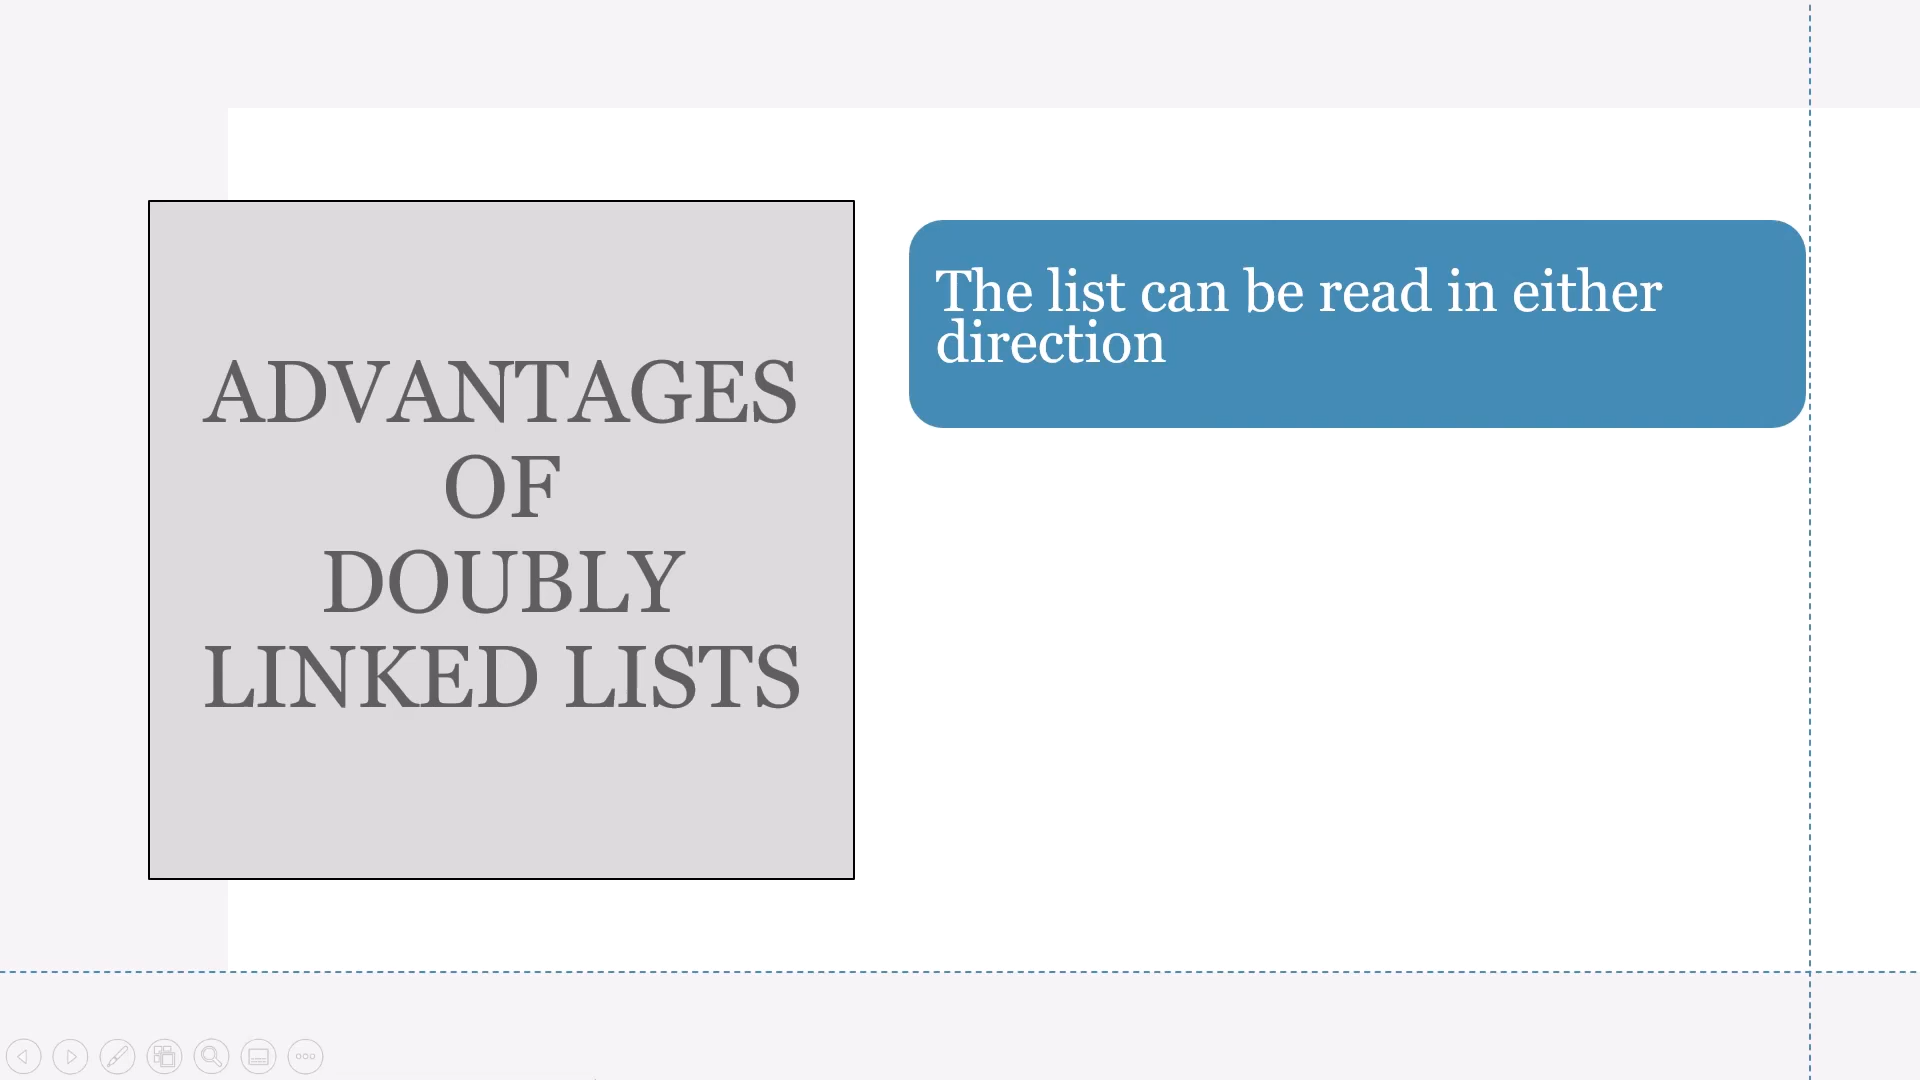 ADVANTAGES
OF
DOUBLY
LINKED LISTS
The list can be read in either
direction